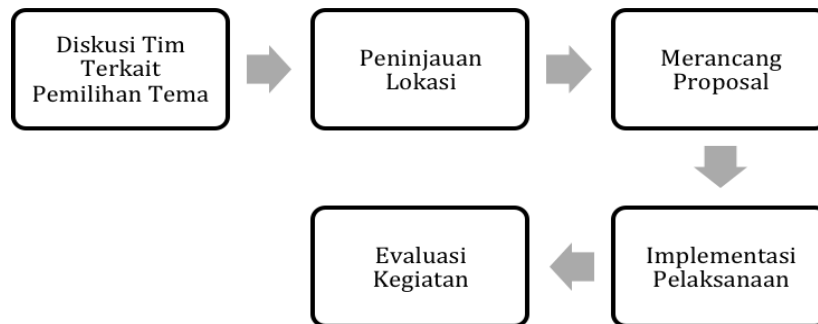 Diskusi Tim
Terkait
Pemilihan Tema
Peninjauan
Lokasi
Merancang
Proposal
Implementasi
Pelaksanaan
Evaluasi
Kegiatan